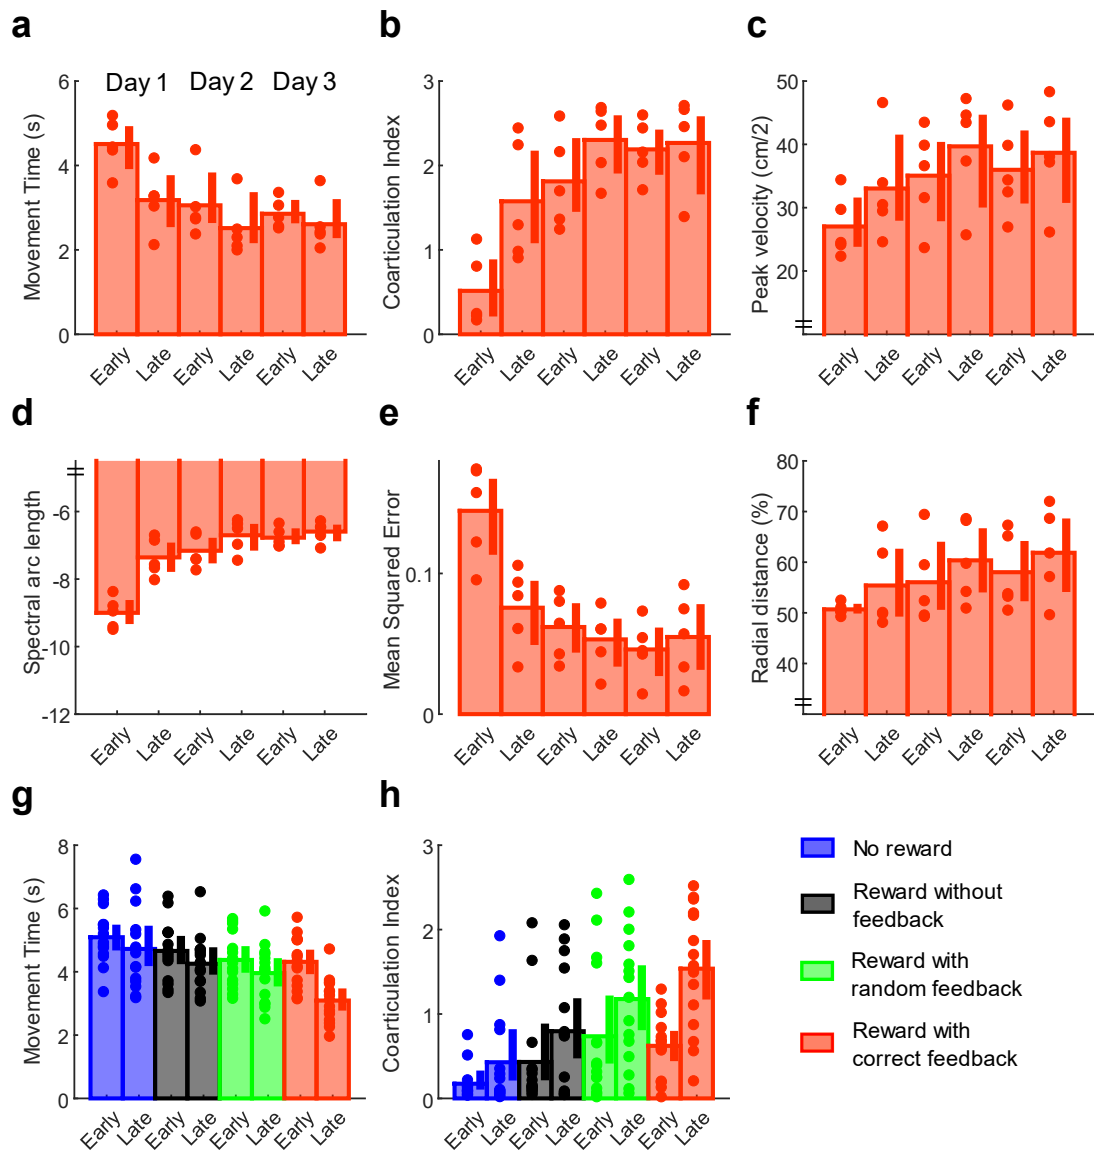 a
b
c
Movement Time (s)
6
4
2
0
Day 1 Day 2 Day 3
Early Late Early Late Early Late
Coarticulation Index
3
2
1
0
Early Late Early Late Early Late
Peak velocity (cm/2)
50
40
30
20
Early Late Early Late Early Late
d
e
f
Spectral arc length
-6
-8
-10
-12
Early Late Early Late Early Late
Mean Squared Error
0.1
0
Early Late Early Late Early Late
Radial distance (%)
80
70
60
50
40
Early Late Early Late Early Late
g
h
Movement Time (s)
8
6
4
2
0
Early Late Early Late Early Late Early Late
Coarticulation Index
3
2
1
0
Early Late Early Late Early Late Early Late
No reward
Reward without
feedback
Reward with
random feedback
Reward with
correct feedback